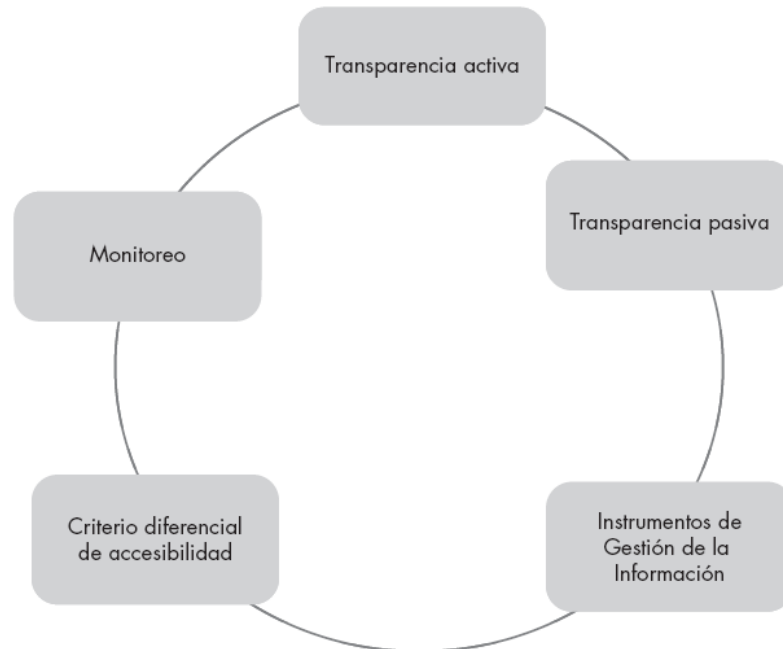 Transparencia activa
Transparencia pasiva
Instrumentos de
Gestión de la
Información
Criterio diferencial
de accesibilidad
Monitoreo